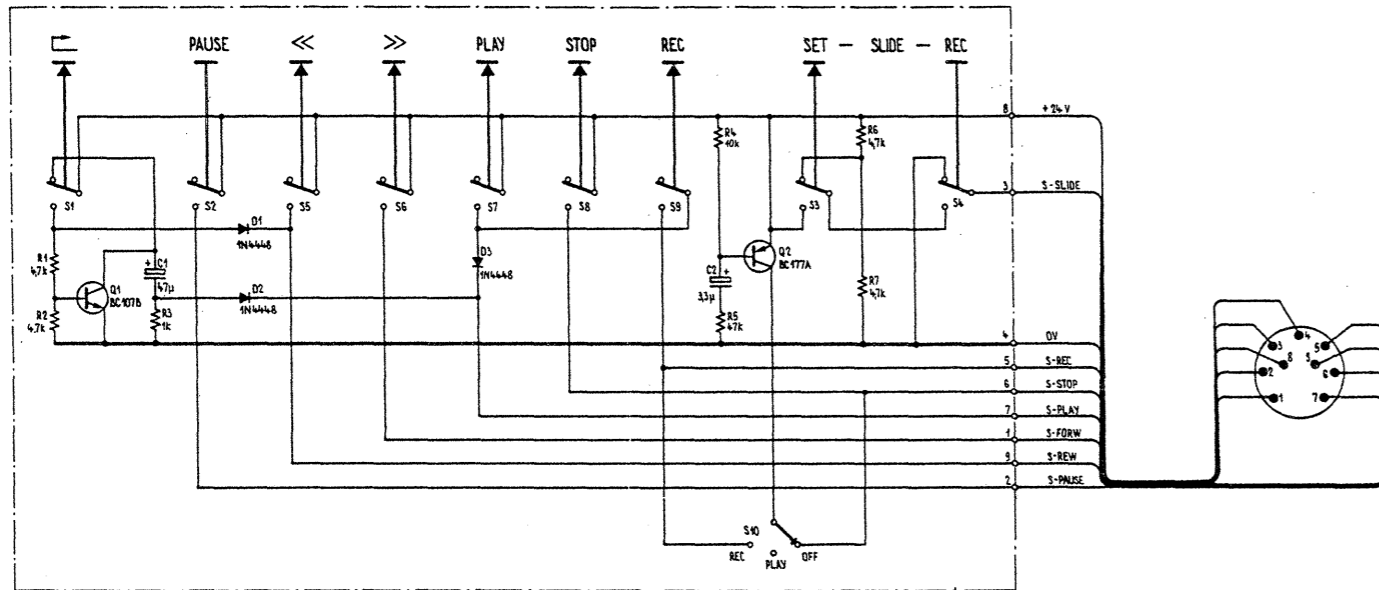 PAUSE << >> PLAY STOP REC SET - SLIDE - REC
8 +24V
R4 10k
R6 4,7k
3 S-SLIDE
S1 S2 S5 S6 S7 S8 S9 S3 S4
D1 1N4448
R1 4,7k
C1 + 47µ
D3 1N4448
Q2 BC177A
Q1 BC107B
D2 1N4448
C2 + 3,3µ
R7 4,7k
R2 4,7k
R3 1k
R5 47k
4 0V
5 S-REC
6 S-STOP
7 S-PLAY
1 S-FORW
9 S-REW
2 S-PAUSE
S10
REC PLAY OFF
4
3 5
8
2 6
1 7